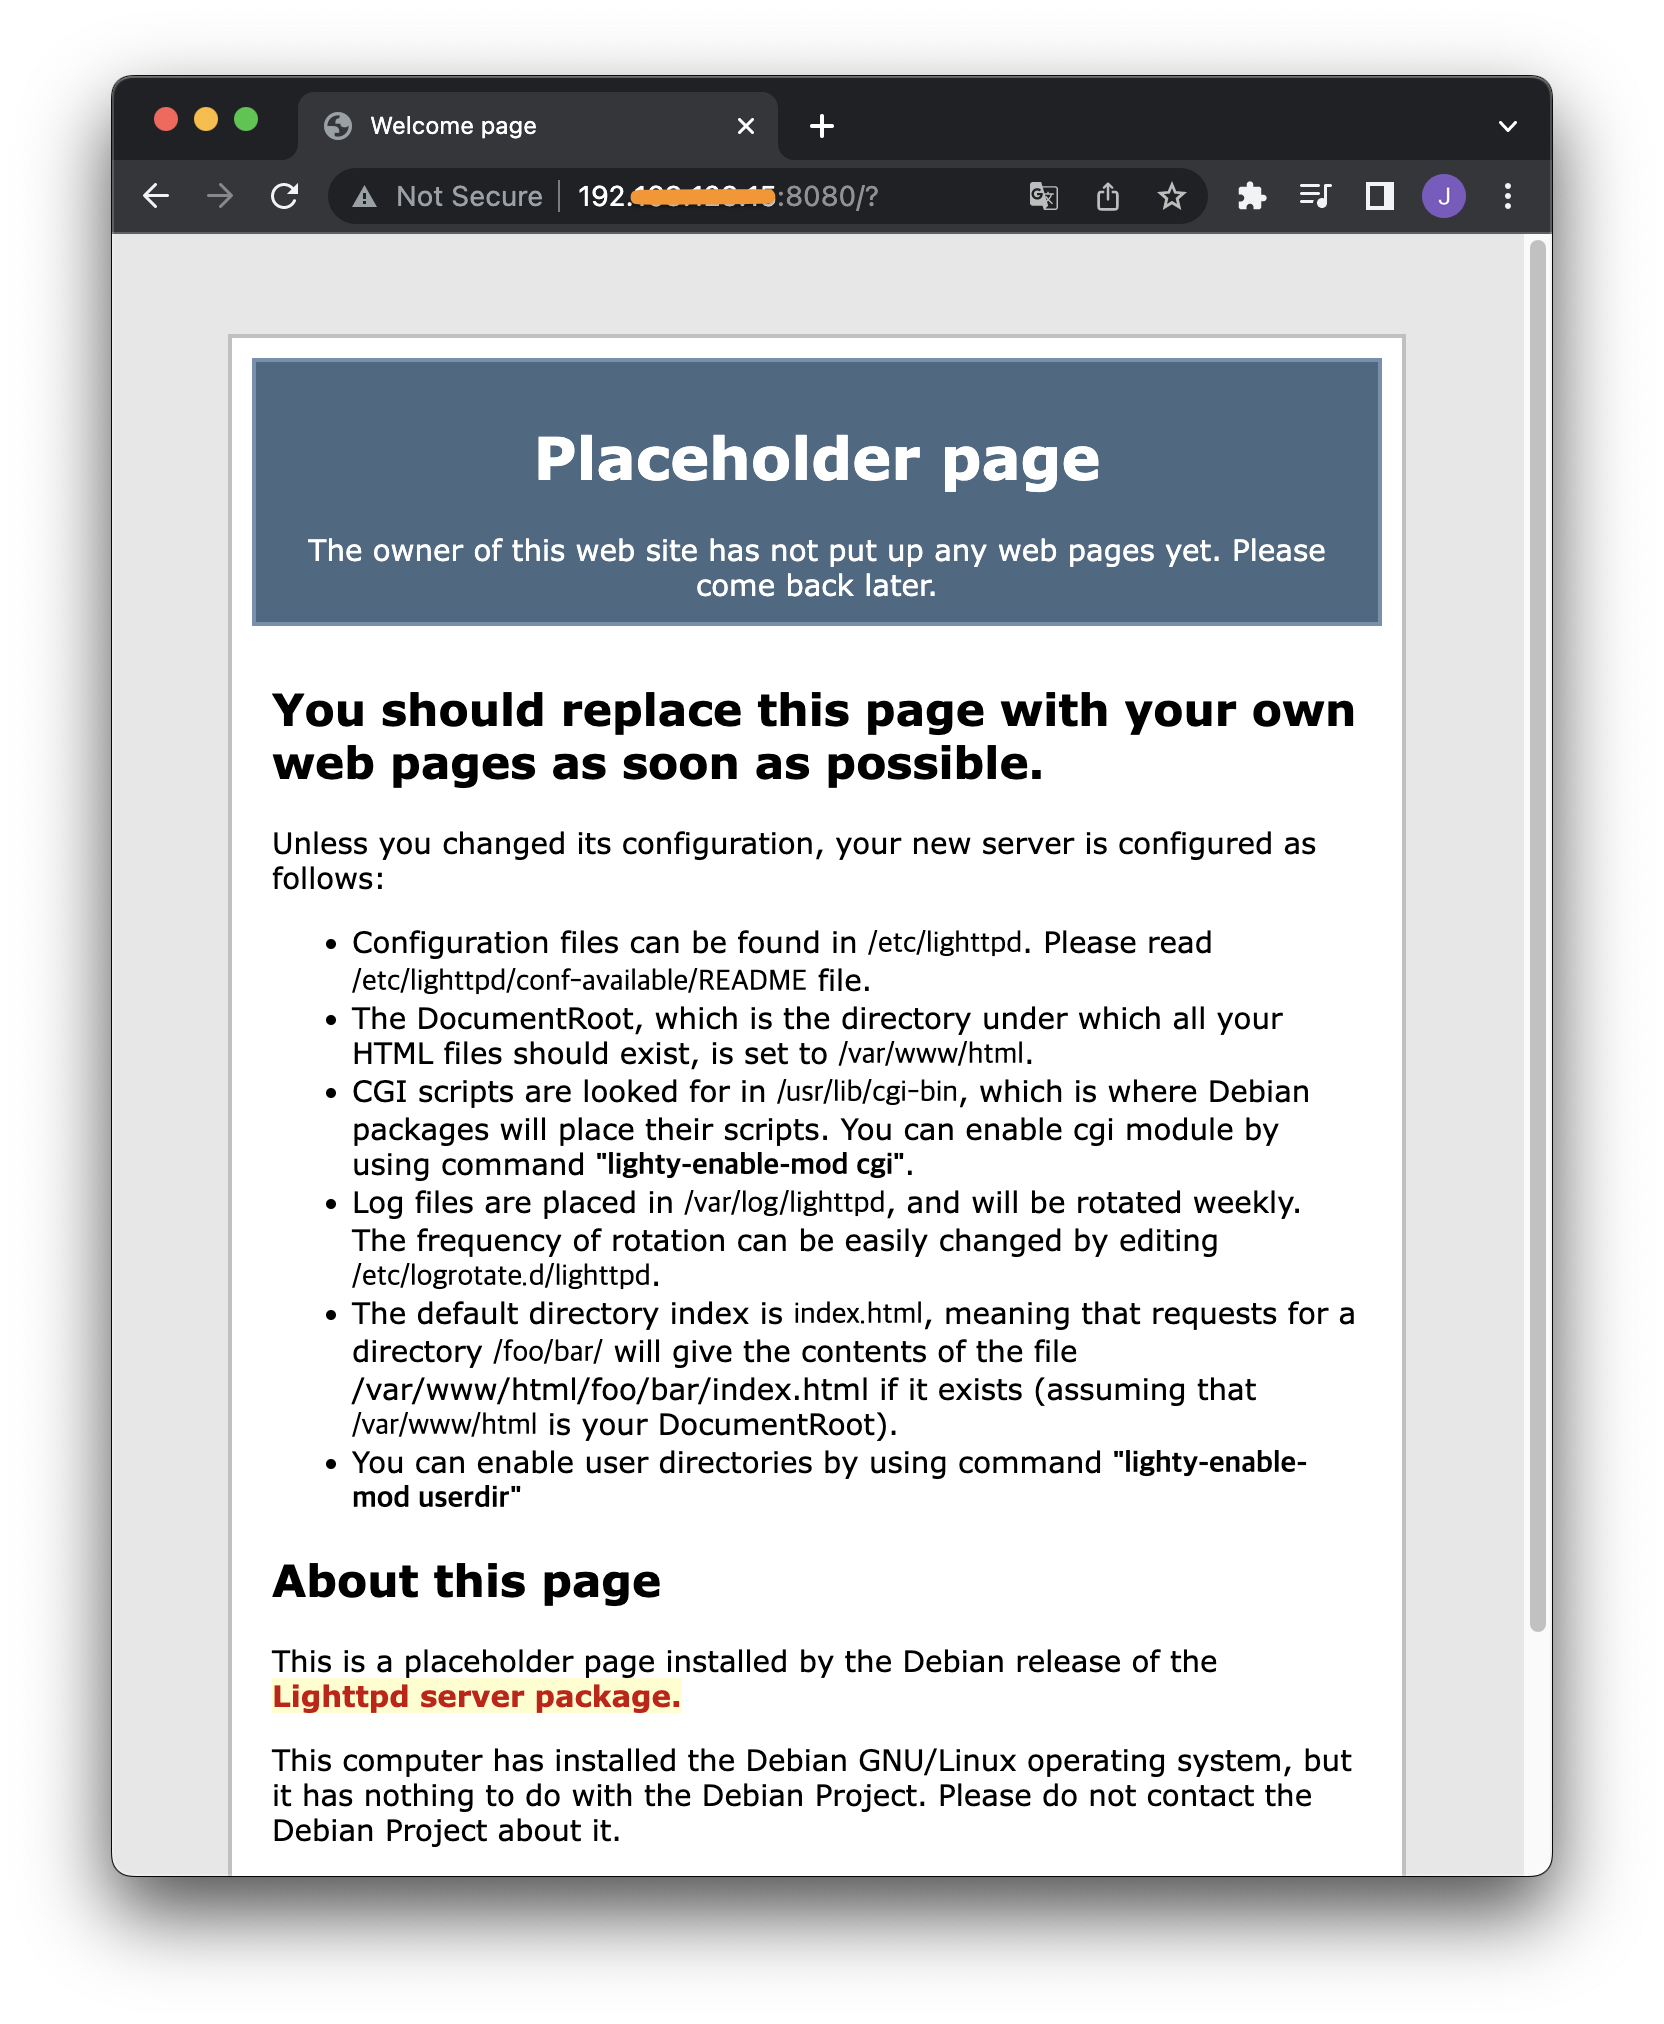 Welcome page
Not Secure
192.
:8080/?
J
Placeholder page
The owner of this web site has not put up any web pages yet. Please
come back later.
You should replace this page with your own
web pages as soon as possible.
Unless you changed its configuration, your new server is configured as
follows:
• Configuration files can be found in /etc/lighttpd. Please read
/etc/lighttpd/conf-available/README file.
• The DocumentRoot, which is the directory under which all your
HTML files should exist, is set to /var/www/html.
• CGI scripts are looked for in /usr/lib/cgi-bin, which is where Debian
packages will place their scripts. You can enable cgi module by
using command "lighty-enable-mod cgi".
• Log files are placed in /var/log/lighttpd, and will be rotated weekly.
The frequency of rotation can be easily changed by editing
/etc/logrotate.d/lighttpd.
• The default directory index is index.html, meaning that requests for a
directory /foo/bar/ will give the contents of the file
/var/www/html/foo/bar/index.html if it exists (assuming that
/var/www/html is your DocumentRoot).
• You can enable user directories by using command "lighty-enable-
mod userdir"
About this page
This is a placeholder page installed by the Debian release of the
Lighttpd server package.
This computer has installed the Debian GNU/Linux operating system, but
it has nothing to do with the Debian Project. Please do not contact the
Debian Project about it.